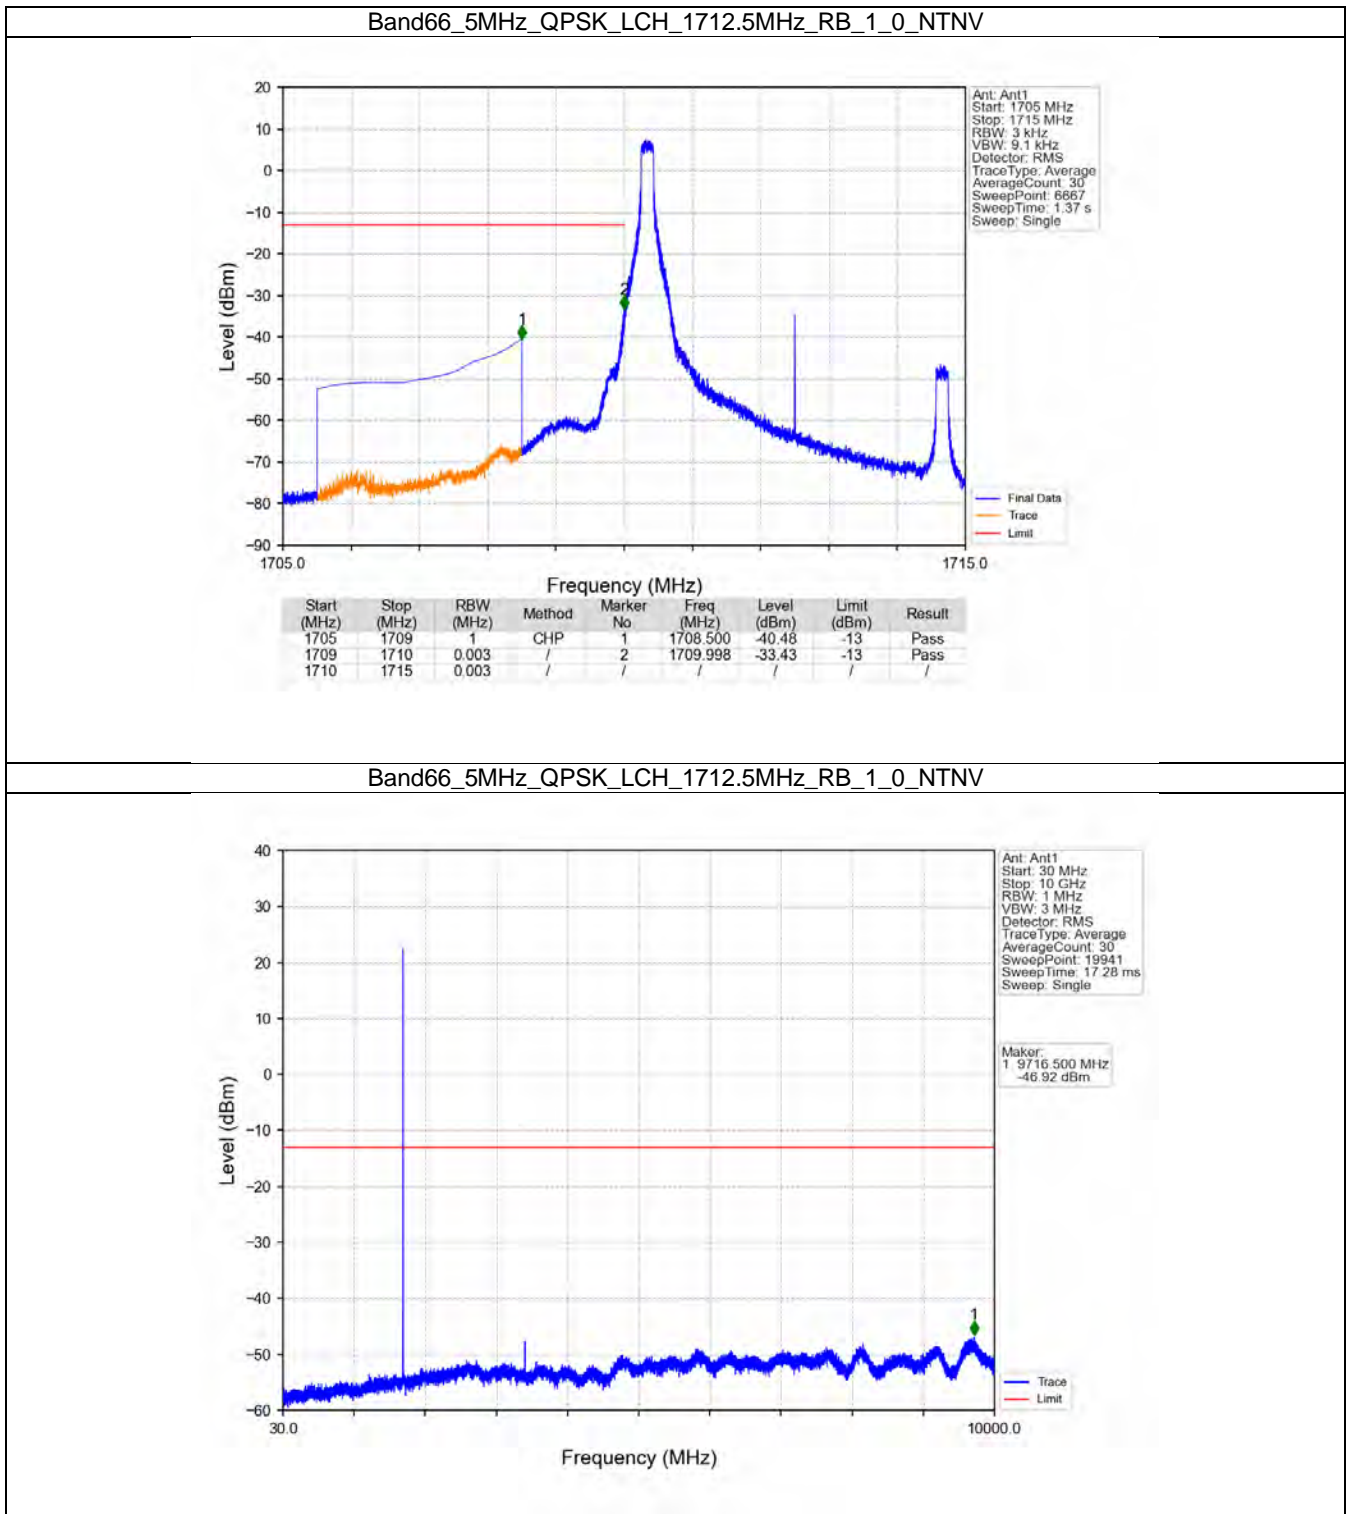 Band66_5MHz_QPSK_LCH_1712.5MHz_RB_1_0_NTNV
20
10
0
−10
−20
−30
−40
−50
−60
−70
−80
−90
Level (dBm)
1
2
1705.0
1715.0
Frequency (MHz)
Ant: Ant1
Start: 1705 MHz
Stop: 1715 MHz
RBW: 3 kHz
VBW: 9.1 kHz
Detector: RMS
TraceType: Average
AverageCount: 30
SweepPoint: 6667
SweepTime: 1.37 s
Sweep: Single
Final Data
Trace
Limit
Start (MHz) Stop (MHz) RBW (MHz) Method Marker No Freq (MHz) Level (dBm) Limit (dBm) Result
1705 1709 1 CHP 1 1708.500 -40.48 -13 Pass
1709 1710 0.003 / 2 1709.998 -33.43 -13 Pass
1710 1715 0.003 / / / / / /
Band66_5MHz_QPSK_LCH_1712.5MHz_RB_1_0_NTNV
40
30
20
10
0
−10
−20
−30
−40
−50
−60
Level (dBm)
1
30.0
10000.0
Frequency (MHz)
Ant: Ant1
Start: 30 MHz
Stop: 10 GHz
RBW: 1 MHz
VBW: 3 MHz
Detector: RMS
TraceType: Average
AverageCount: 30
SweepPoint: 19941
SweepTime: 17.28 ms
Sweep: Single
Maker:
1 9716.500 MHz
-46.92 dBm
Trace
Limit